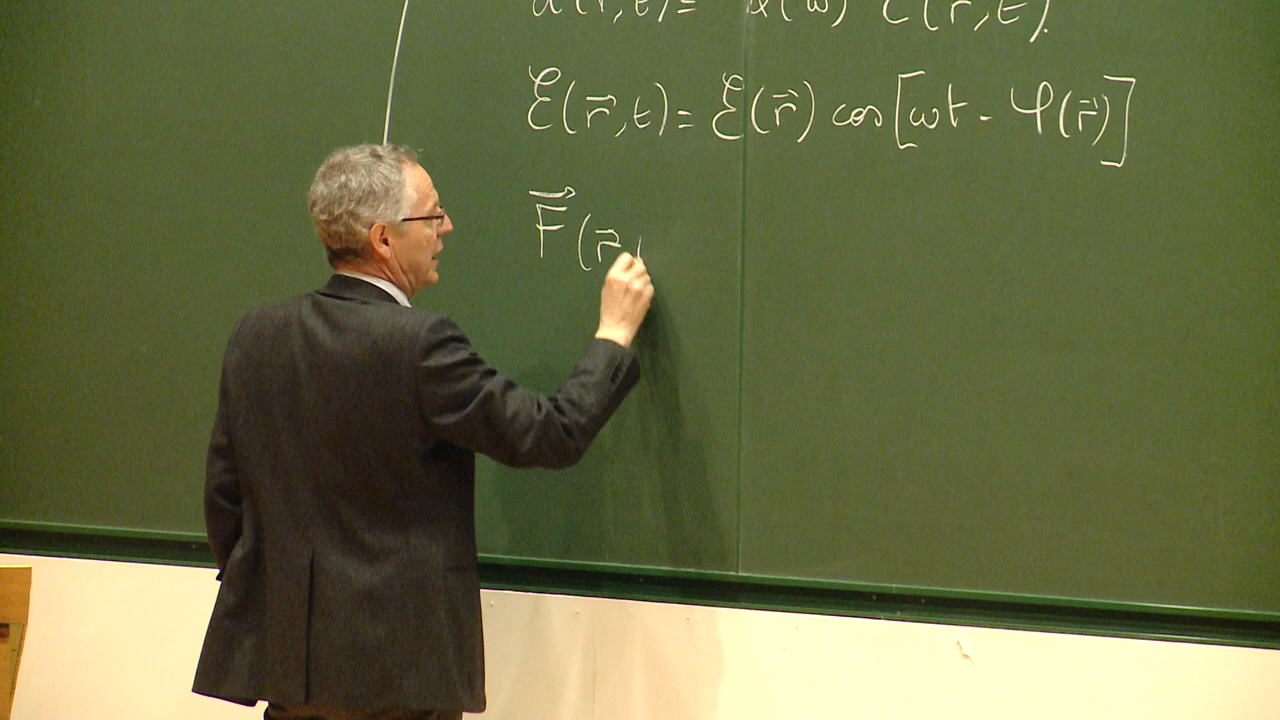 d(r,t) = α(ω) ℰ(r⃗,t).
ℰ(r⃗,t) = ℰ(r⃗) cos[ωt - φ(r⃗)]
F⃗(r⃗,